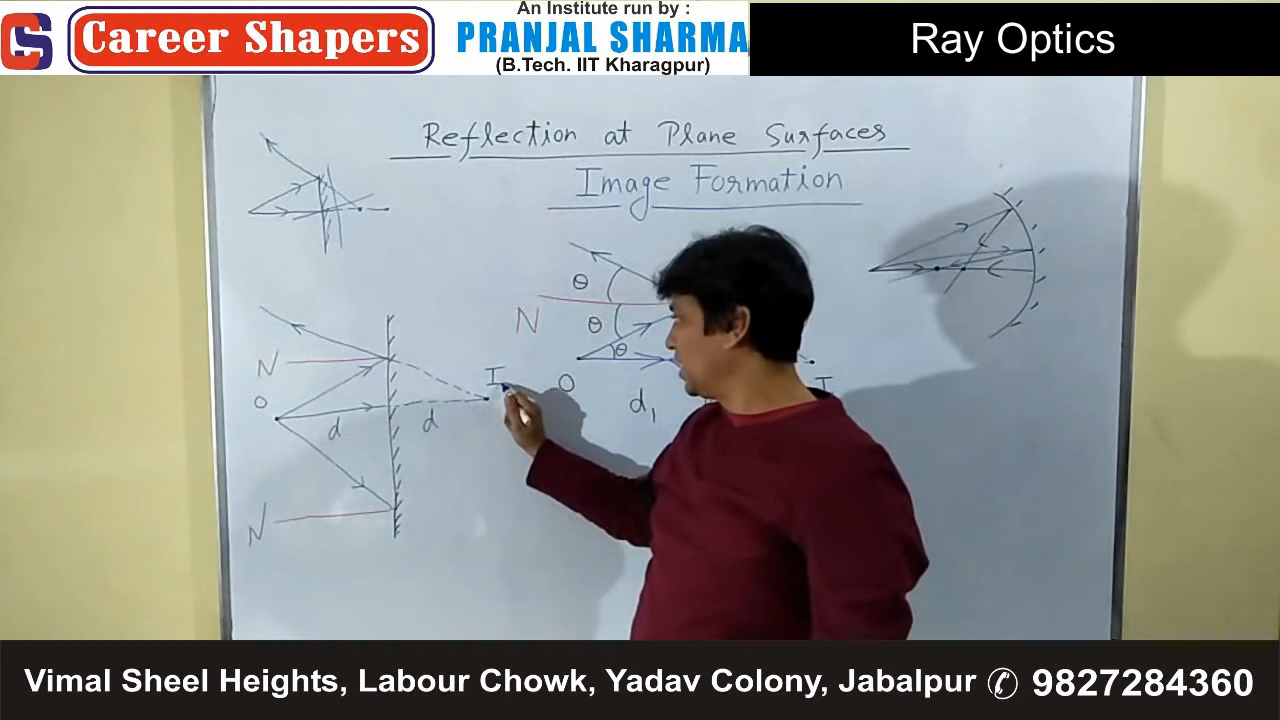 CS
Career Shapers
An Institute run by :
PRANJAL SHARMA
(B.Tech. IIT Kharagpur)
Ray Optics
Reflection at Plane Surfaces
Image Formation
θ
N
θ
θ
O
d₁
I
N
O
d
d
I
N
Vimal Sheel Heights, Labour Chowk, Yadav Colony, Jabalpur ✆ 9827284360